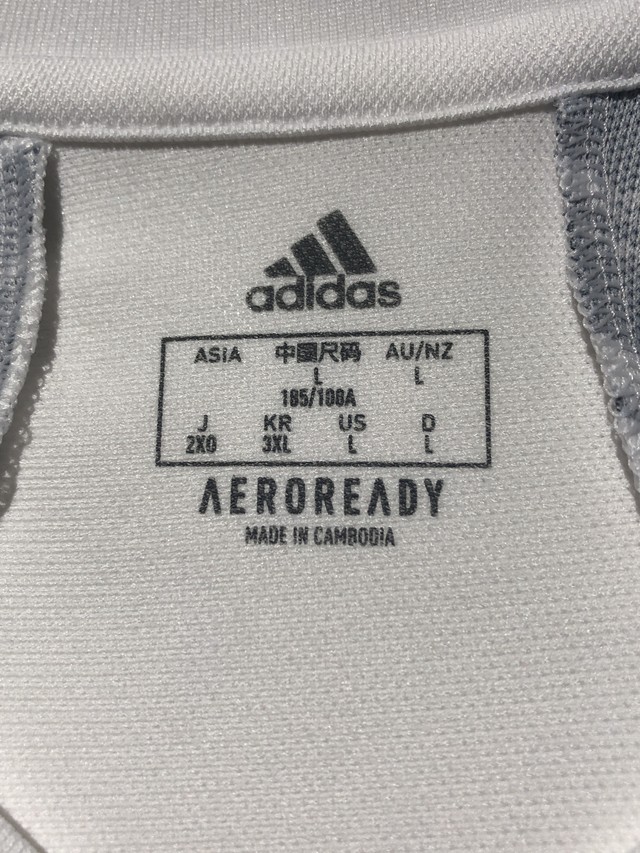 adidas
ASIA 中国尺码 AU/NZ
L L
185/108A
J KR US D
2XO 3XL L L
AEROREADY
MADE IN CAMBODIA